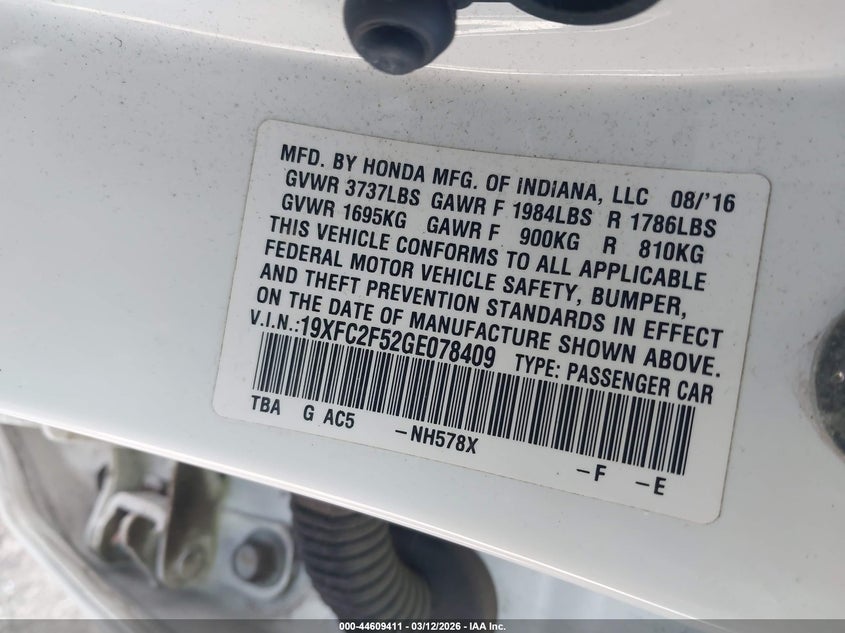 MFD. BY HONDA MFG. OF INDIANA, LLC 08/'16
GVWR 3737LBS GAWR F 1984LBS R 1786LBS
GVWR 1695KG GAWR F 900KG R 810KG
THIS VEHICLE CONFORMS TO ALL APPLICABLE
FEDERAL MOTOR VEHICLE SAFETY, BUMPER,
AND THEFT PREVENTION STANDARDS IN EFFECT
ON THE DATE OF MANUFACTURE SHOWN ABOVE.
V.I.N.:19XFC2F52GE078409 TYPE: PASSENGER CAR
TBA G AC5 -NH578X -F -E
000-44609411 - 03/12/2026 - IAA Inc.